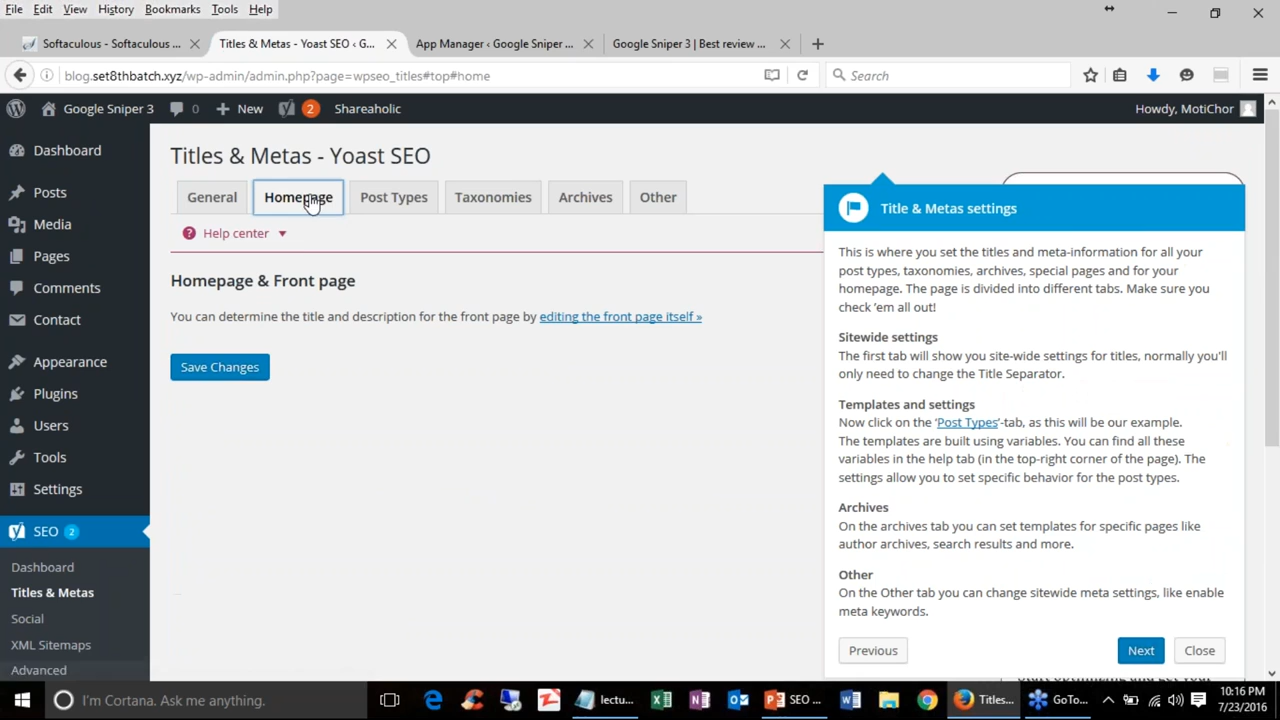 File Edit View History Bookmarks Tools Help
Softaculous - Softaculous ... Titles & Metas - Yoast SEO ‹ G... App Manager ‹ Google Sniper ... Google Sniper 3 | Best review ...
blog.set8thbatch.xyz/wp-admin/admin.php?page=wpseo_titles#top#home Search
Google Sniper 3 0 + New 2 Shareaholic Howdy, MotiChor
Dashboard
Posts
Media
Pages
Comments
Contact
Appearance
Plugins
Users
Tools
Settings
SEO 2
Dashboard
Titles & Metas
Social
XML Sitemaps
Advanced
Titles & Metas - Yoast SEO
General Homepage Post Types Taxonomies Archives Other
Help center
Homepage & Front page
You can determine the title and description for the front page by editing the front page itself »
Save Changes
Title & Metas settings
This is where you set the titles and meta-information for all your
post types, taxonomies, archives, special pages and for your
homepage. The page is divided into different tabs. Make sure you
check 'em all out!
Sitewide settings
The first tab will show you site-wide settings for titles, normally you'll
only need to change the Title Separator.
Templates and settings
Now click on the 'Post Types'-tab, as this will be our example.
The templates are built using variables. You can find all these
variables in the help tab (in the top-right corner of the page). The
settings allow you to set specific behavior for the post types.
Archives
On the archives tab you can set templates for specific pages like
author archives, search results and more.
Other
On the Other tab you can change sitewide meta settings, like enable
meta keywords.
Previous Next Close
I'm Cortana. Ask me anything. lectu... SEO ... Titles... GoTo... 10:16 PM
7/23/2016